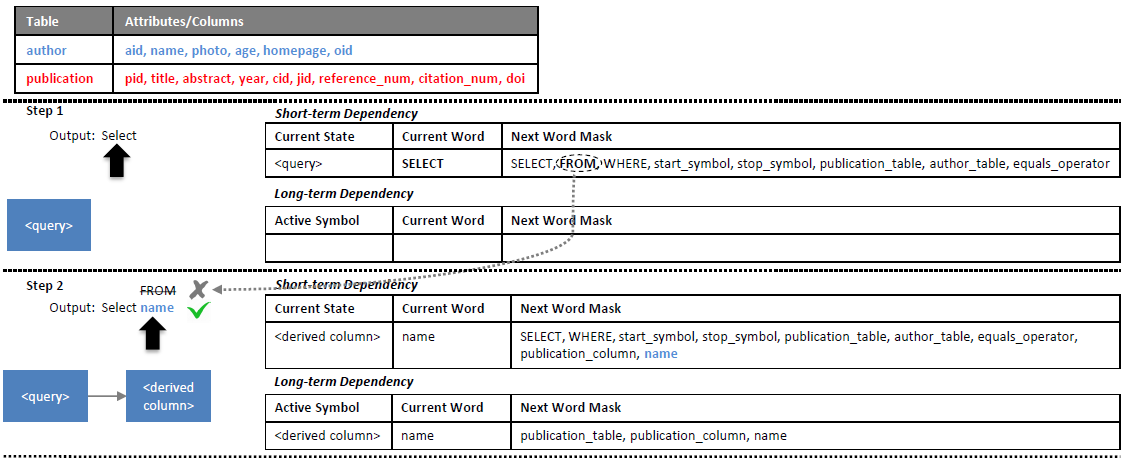 Table Attributes/Columns
author aid, name, photo, age, homepage, oid
publication pid, title, abstract, year, cid, jid, reference_num, citation_num, doi
Step 1
Output: Select
<query>
Short-term Dependency
Current State Current Word Next Word Mask
<query> SELECT SELECT, FROM, WHERE, start_symbol, stop_symbol, publication_table, author_table, equals_operator
Long-term Dependency
Active Symbol Current Word Next Word Mask
Step 2
FROM
Output: Select name
<query>
<derived
column>
Short-term Dependency
Current State Current Word Next Word Mask
<derived column> name SELECT, WHERE, start_symbol, stop_symbol, publication_table, author_table, equals_operator,
publication_column, name
Long-term Dependency
Active Symbol Current Word Next Word Mask
<derived column> name publication_table, publication_column, name